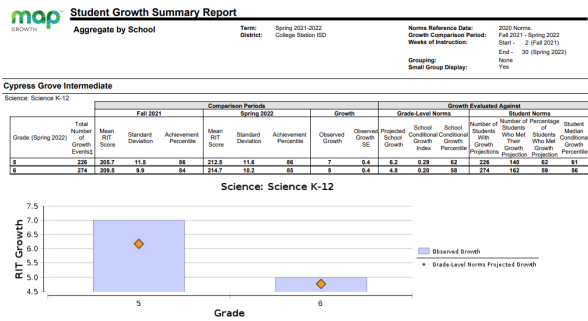 map
GROWTH
Student Growth Summary Report
Aggregate by School
Term: Spring 2021-2022
District: College Station ISD
Norms Reference Data: 2020 Norms.
Growth Comparison Period: Fall 2021 - Spring 2022
Weeks of Instruction: Start - 2 (Fall 2021)
End - 30 (Spring 2022)
Grouping: None
Small Group Display: Yes
Cypress Grove Intermediate
Science: Science K-12
Comparison Periods Growth Evaluated Against
Fall 2021 Spring 2022 Growth Grade-Level Norms Student Norms
Grade (Spring 2022) Total Number of Growth Events‡ Mean RIT Score Standard Deviation Achievement Percentile Mean RIT Score Standard Deviation Achievement Percentile Observed Growth Observed Growth SE Projected School Growth School Conditional Growth Index School Conditional Growth Percentile Number of Students With Growth Projections Number of Students Who Met Their Growth Projection Percentage of Students Who Met Growth Projection Student Median Conditional Growth Percentile
5 226 205.7 11.5 86 212.5 11.6 86 7 0.4 6.2 0.29 62 226 140 62 61
6 274 209.5 9.9 84 214.7 10.2 85 5 0.4 4.8 0.20 58 274 162 59 56
Science: Science K-12
RIT Growth
7.5
7.0
6.5
6.0
5.5
5.0
4.5
5 6
Grade
Observed Growth
Grade-Level Norms Projected Growth